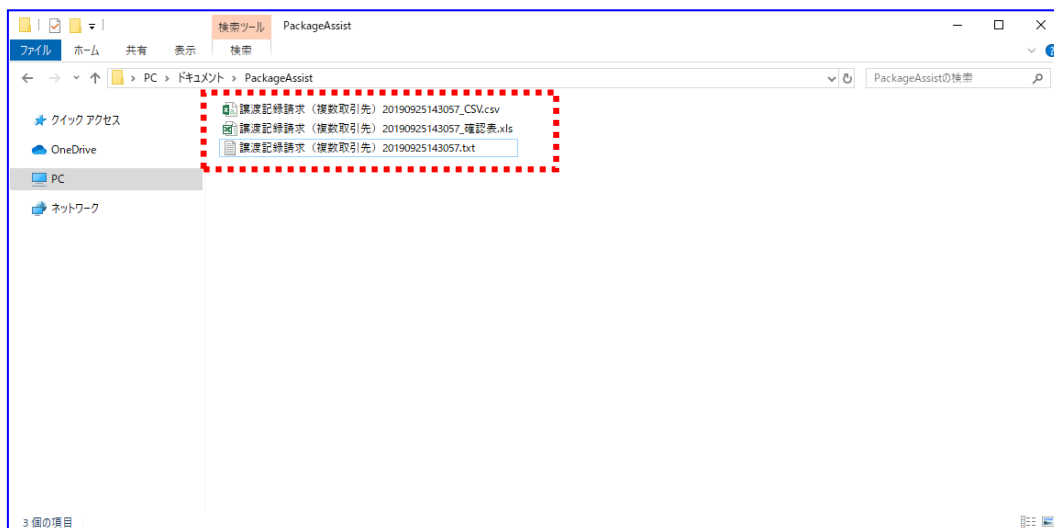 検索ツール PackageAssist
ファイル ホーム 共有 表示 検索
PC ドキュメント PackageAssist PackageAssistの検索
クイック アクセス
OneDrive
PC
ネットワーク
譲渡記録請求（複数取引先）20190925143057_CSV.csv
譲渡記録請求（複数取引先）20190925143057_確認表.xls
譲渡記録請求（複数取引先）20190925143057.txt
3 個の項目